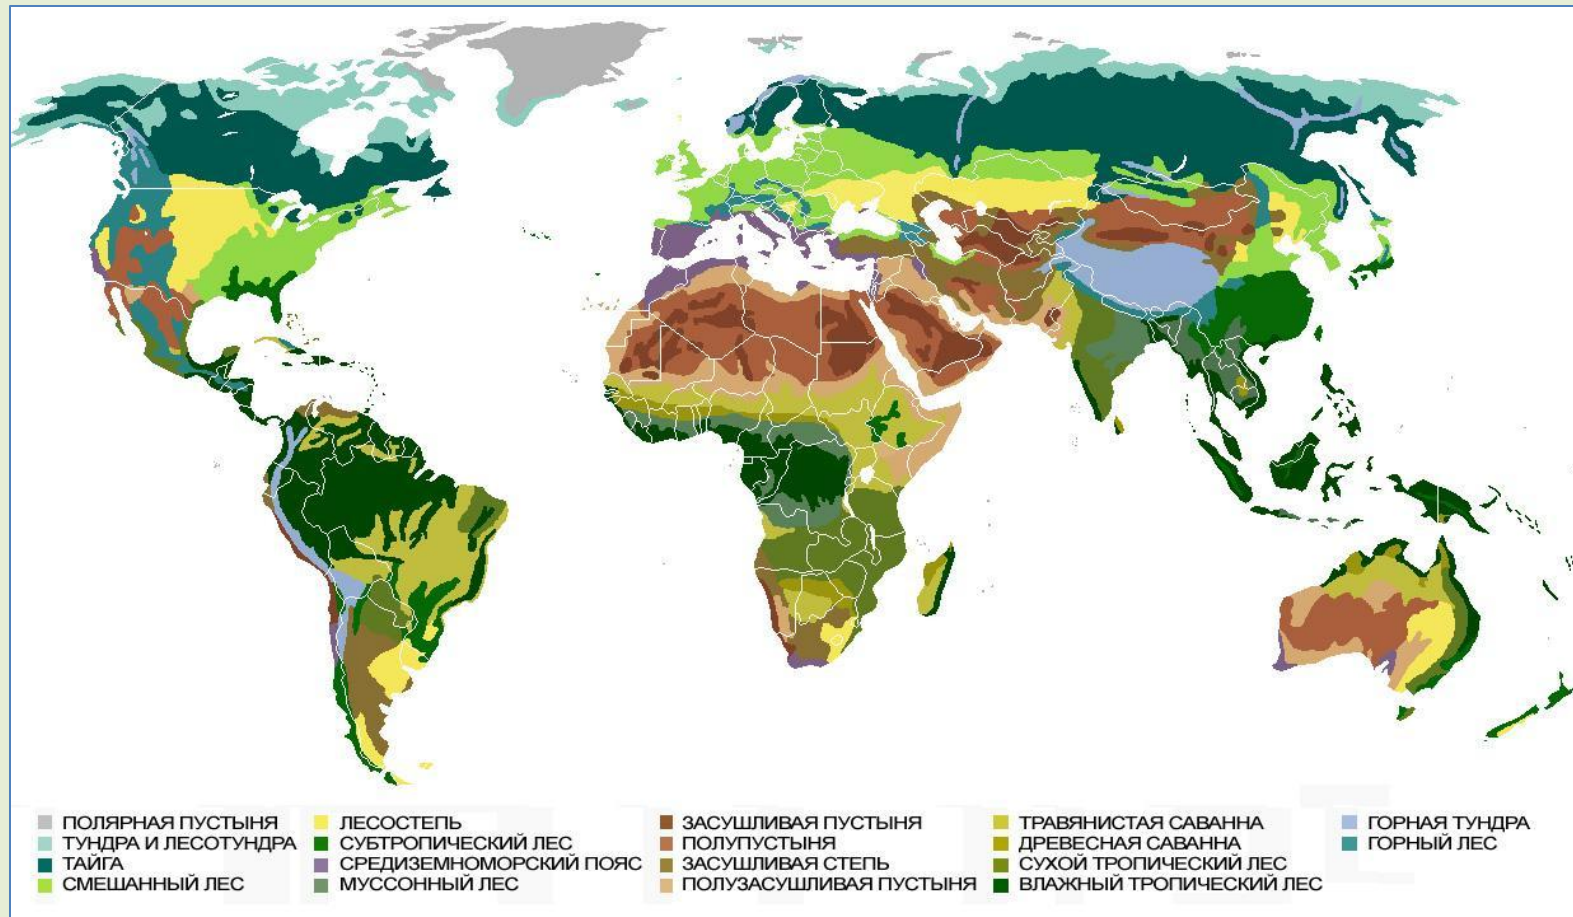 ПОЛЯРНАЯ ПУСТЫНЯ
ТУНДРА И ЛЕСОТУНДРА
ТАЙГА
СМЕШАННЫЙ ЛЕС
ЛЕСОСТЕПЬ
СУБТРОПИЧЕСКИЙ ЛЕС
СРЕДИЗЕМНОМОРСКИЙ ПОЯС
МУССОННЫЙ ЛЕС
ЗАСУШЛИВАЯ ПУСТЫНЯ
ПОЛУПУСТЫНЯ
ЗАСУШЛИВАЯ СТЕПЬ
ПОЛУЗАСУШЛИВАЯ ПУСТЫНЯ
ТРАВЯНИСТАЯ САВАННА
ДРЕВЕСНАЯ САВАННА
СУХОЙ ТРОПИЧЕСКИЙ ЛЕС
ВЛАЖНЫЙ ТРОПИЧЕСКИЙ ЛЕС
ГОРНАЯ ТУНДРА
ГОРНЫЙ ЛЕС